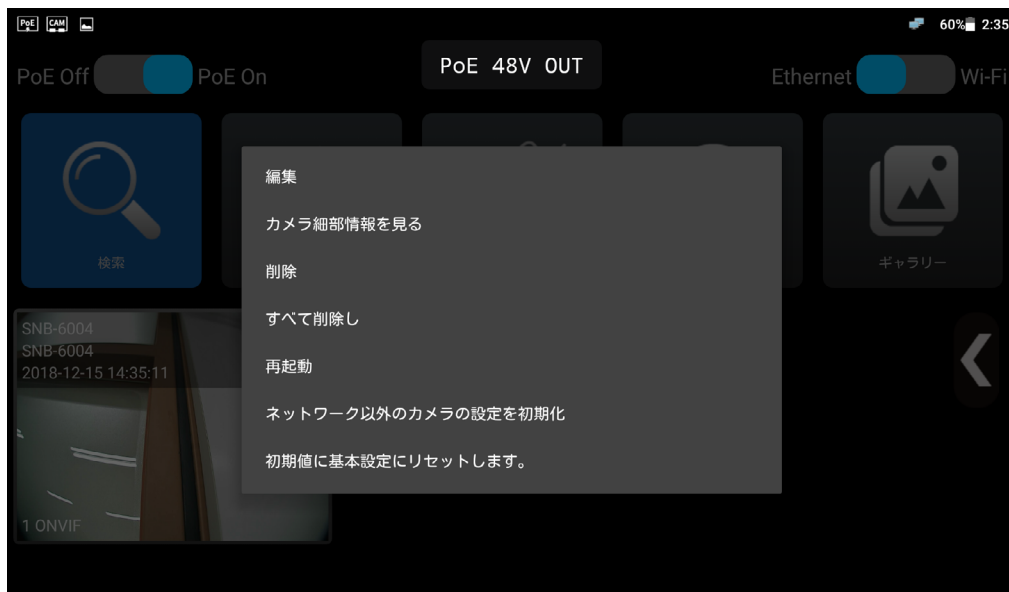 PoE CAM
60% 2:35
PoE Off PoE On
PoE 48V OUT
Ethernet Wi-Fi
検索
ギャラリー
編集
カメラ細部情報を見る
削除
すべて削除し
再起動
ネットワーク以外のカメラの設定を初期化
初期値に基本設定にリセットします。
SNB-6004
SNB-6004
2018-12-15 14:35:11
1 ONVIF